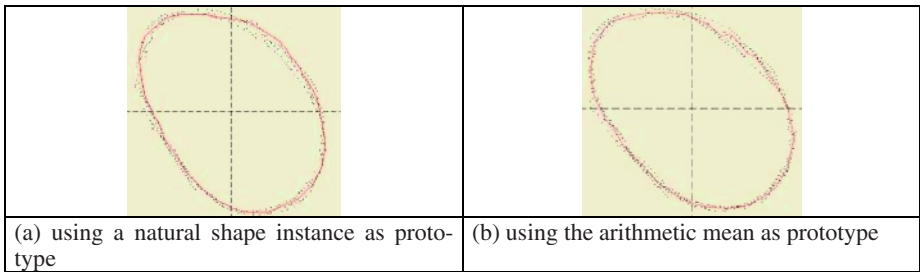 (a) using a natural shape instance as proto-
type
(b) using the arithmetic mean as prototype